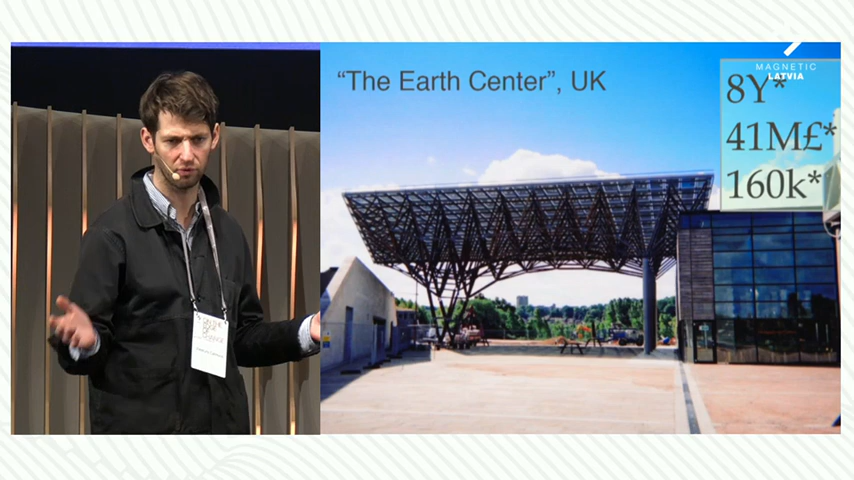 MAGNETIC
LATVIA
“The Earth Center”, UK
8Y*
41M£*
160k*